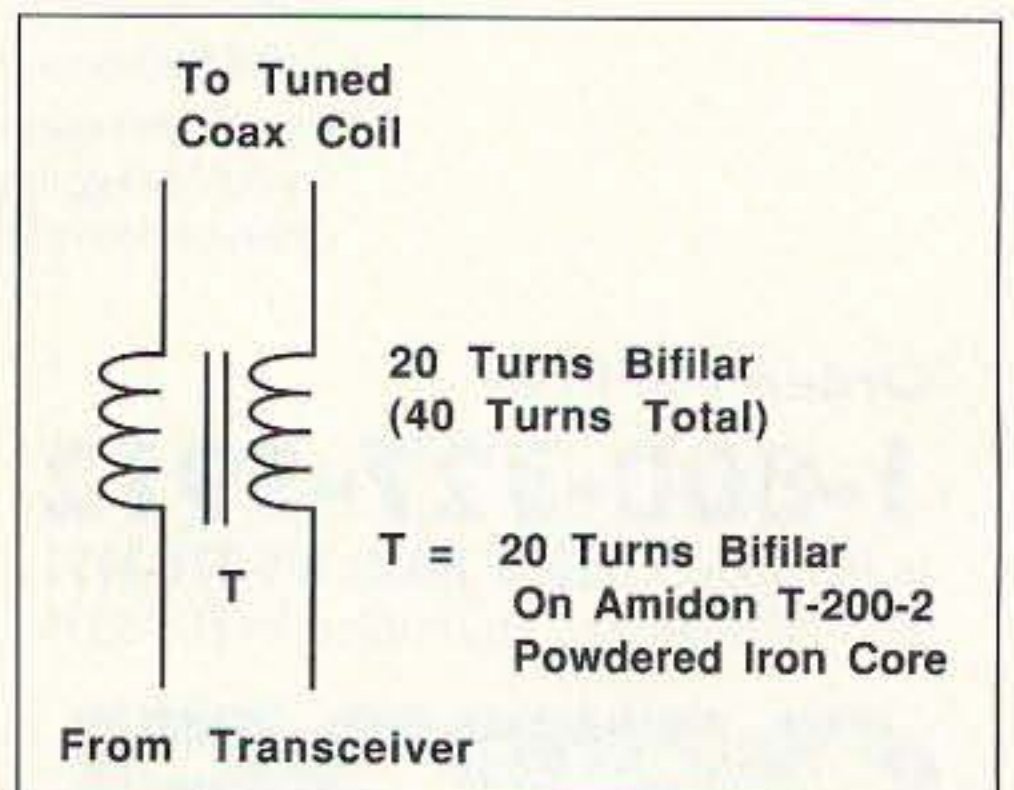 To Tuned
Coax Coil
20 Turns Bifilar
(40 Turns Total)
T
T = 20 Turns Bifilar
On Amidon T-200-2
Powdered Iron Core
From Transceiver